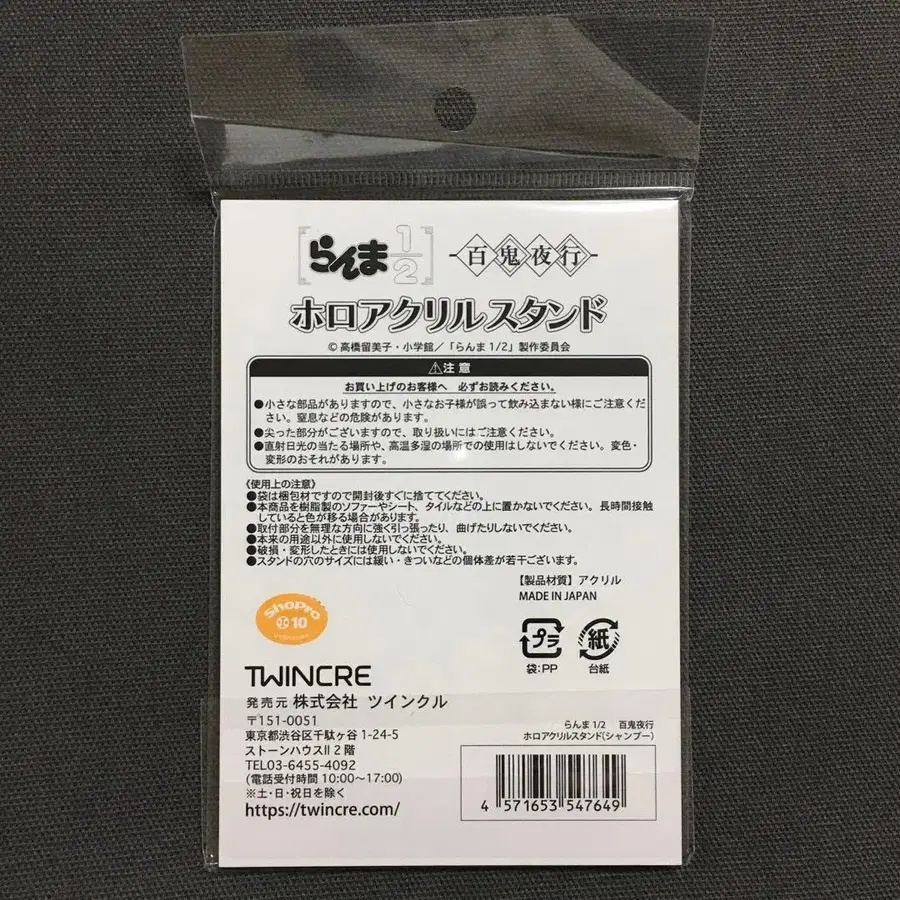 らんま 1/2 百鬼夜行
ホロアクリルスタンド
© 高橋留美子・小学館／「らんま 1/2」製作委員会
⚠注 意
お買い上げのお客様へ 必ずお読みください。
●小さな部品がありますので、小さなお子様が誤って飲み込まない様にご注意くだ
さい。窒息などの危険があります。
●尖った部分がございますので、取り扱いにはご注意ください。
●直射日光の当たる場所や、高温多湿の場所での使用はしないでください。変色・
変形のおそれがあります。
《使用上の注意》
●袋は梱包材ですので開封後すぐに捨ててください。
●本商品を樹脂製のソファーやシート、タイルなどの上に置かないでください。長時間接触
していると色が移る場合があります。
●取付部分を無理な方向に強く引っ張ったり、曲げたりしないでください。
●本来の用途以外に使用しないでください。
●破損・変形したときには使用しないでください。
●スタンドの穴のサイズには緩い・きついなどの個体差が若干ございます。
【製品材質】アクリル
MADE IN JAPAN
ShoPro
10
プラ
紙
袋:PP
台紙
TWINCRE
発売元 株式会社 ツインクル
〒151-0051
東京都渋谷区千駄ヶ谷 1-24-5
ストーンハウスⅡ 2 階
TEL03-6455-4092
(電話受付時間 10:00～17:00)
※土・日・祝日を除く
https://twincre.com/
らんま 1/2 百鬼夜行
ホロアクリルスタンド(シャンプー)
4 571653 547649